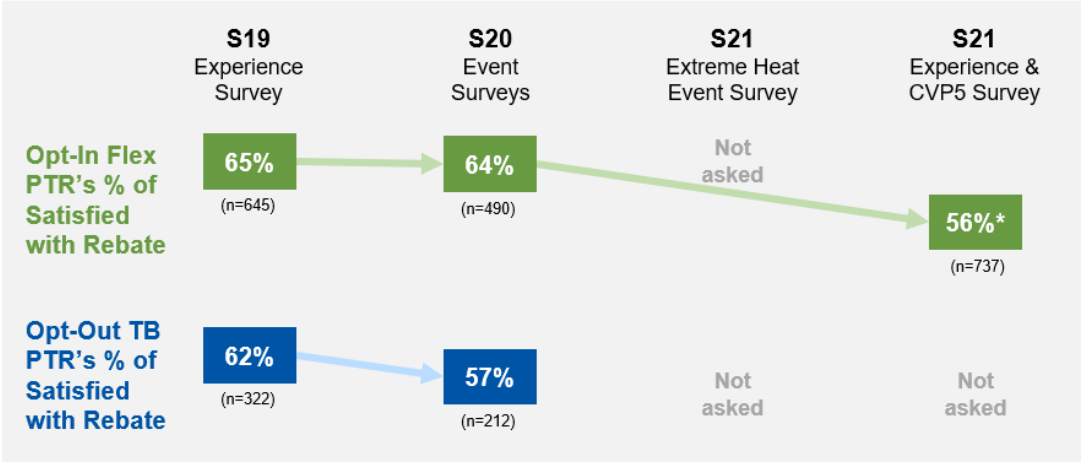 S19
Experience
Survey
S20
Event
Surveys
S21
Extreme Heat
Event Survey
S21
Experience &
CVP5 Survey
Opt-In Flex
PTR's % of
Satisfied
with Rebate
65%
(n=645)
64%
(n=490)
Not
asked
56%*
(n=737)
Opt-Out TB
PTR's % of
Satisfied
with Rebate
62%
(n=322)
57%
(n=212)
Not
asked
Not
asked